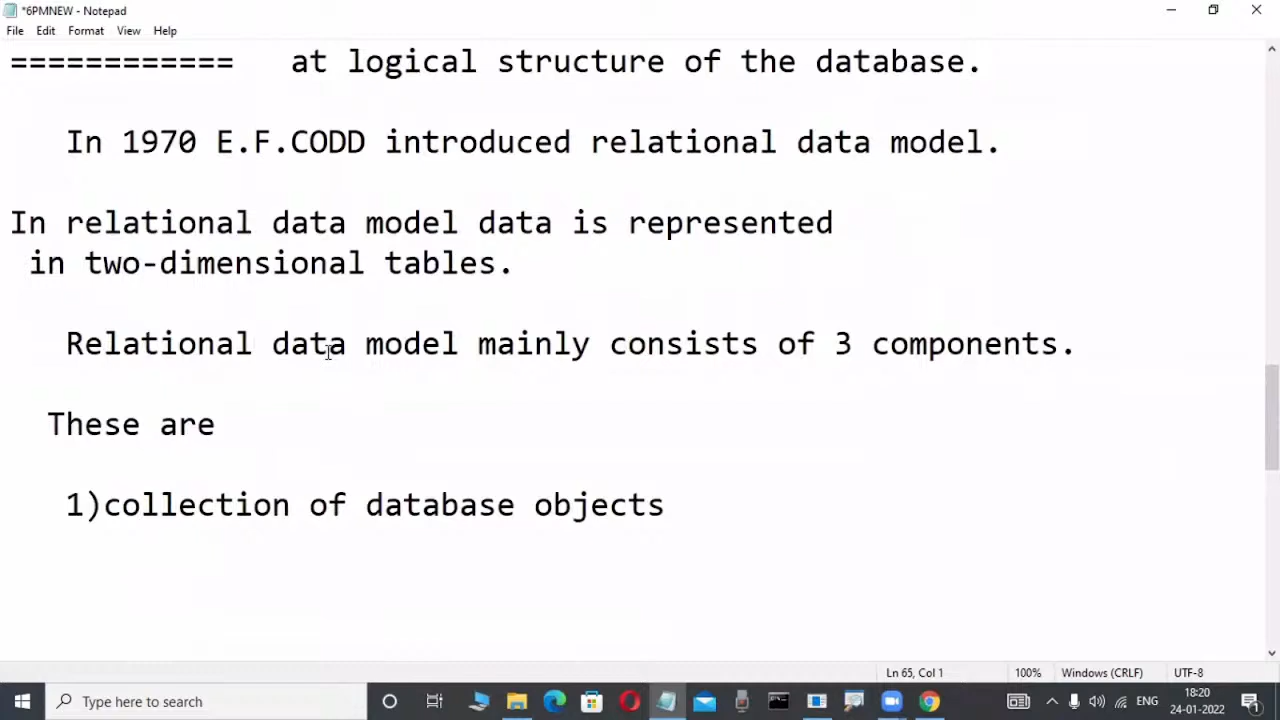 *6PMNEW - Notepad
File Edit Format View Help
============ at logical structure of the database.
In 1970 E.F.CODD introduced relational data model.
In relational data model data is represented
in two-dimensional tables.
Relational data model mainly consists of 3 components.
These are
1)collection of database objects
Ln 65, Col 1 100% Windows (CRLF) UTF-8
Type here to search ENG 18:20
24-01-2022 1